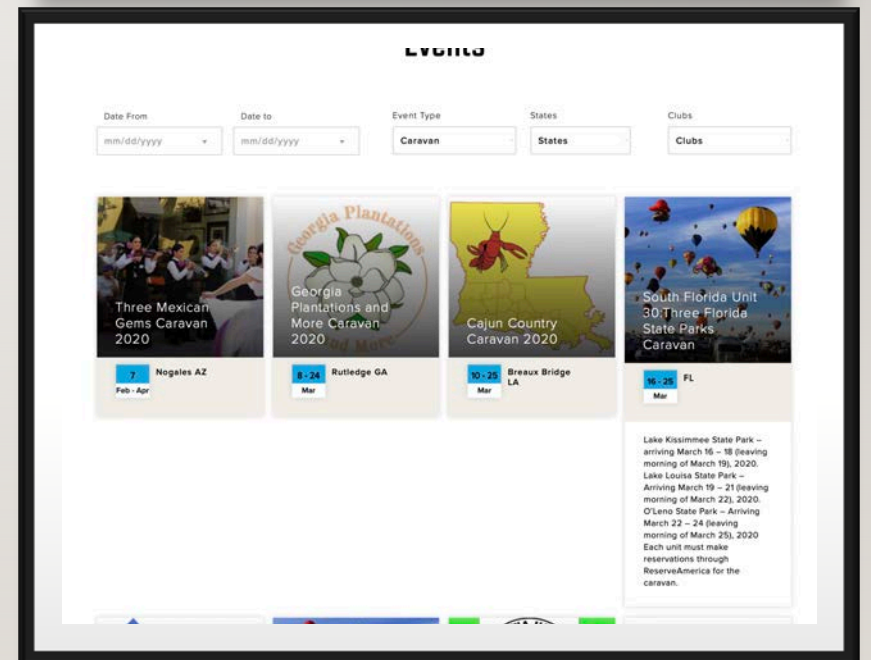 Events
Date From
Date to
Event Type
States
Clubs
mm/dd/yyyy
mm/dd/yyyy
Caravan
States
Clubs
Georgia Plantations
and More
Three Mexican
Gems Caravan
2020
Georgia
Plantations and
More Caravan
2020
Cajun Country
Caravan 2020
South Florida Unit
30:Three Florida
State Parks
Caravan
7
Feb - Apr
Nogales AZ
8 - 24
Mar
Rutledge GA
10 - 25
Mar
Breaux Bridge
LA
16 - 25
Mar
FL
Lake Kissimmee State Park –
arriving March 16 – 18 (leaving
morning of March 19), 2020.
Lake Louisa State Park –
Arriving March 19 – 21 (leaving
morning of March 22), 2020.
O'Leno State Park – Arriving
March 22 – 24 (leaving
morning of March 25), 2020
Each unit must make
reservations through
ReserveAmerica for the
caravan.